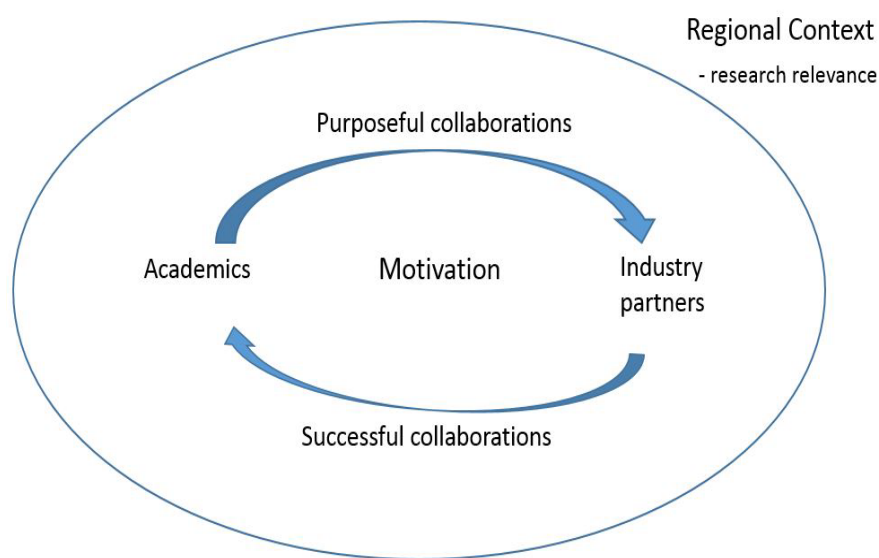 Regional Context
- research relevance
Purposeful collaborations
Academics
Motivation
Industry
partners
Successful collaborations